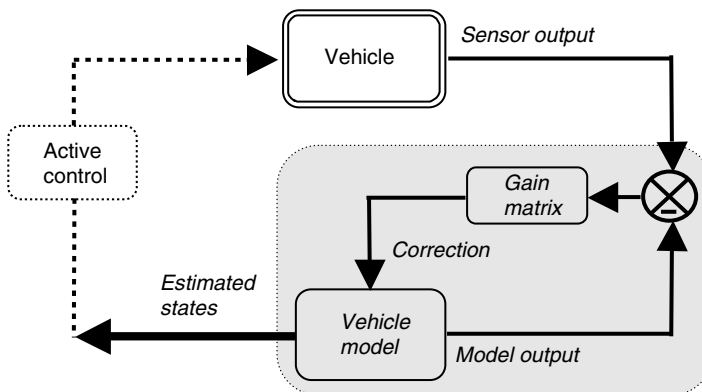 Sensor output
Vehicle
Active
control
Gain
matrix
Correction
Estimated
states
Vehicle
model
Model output